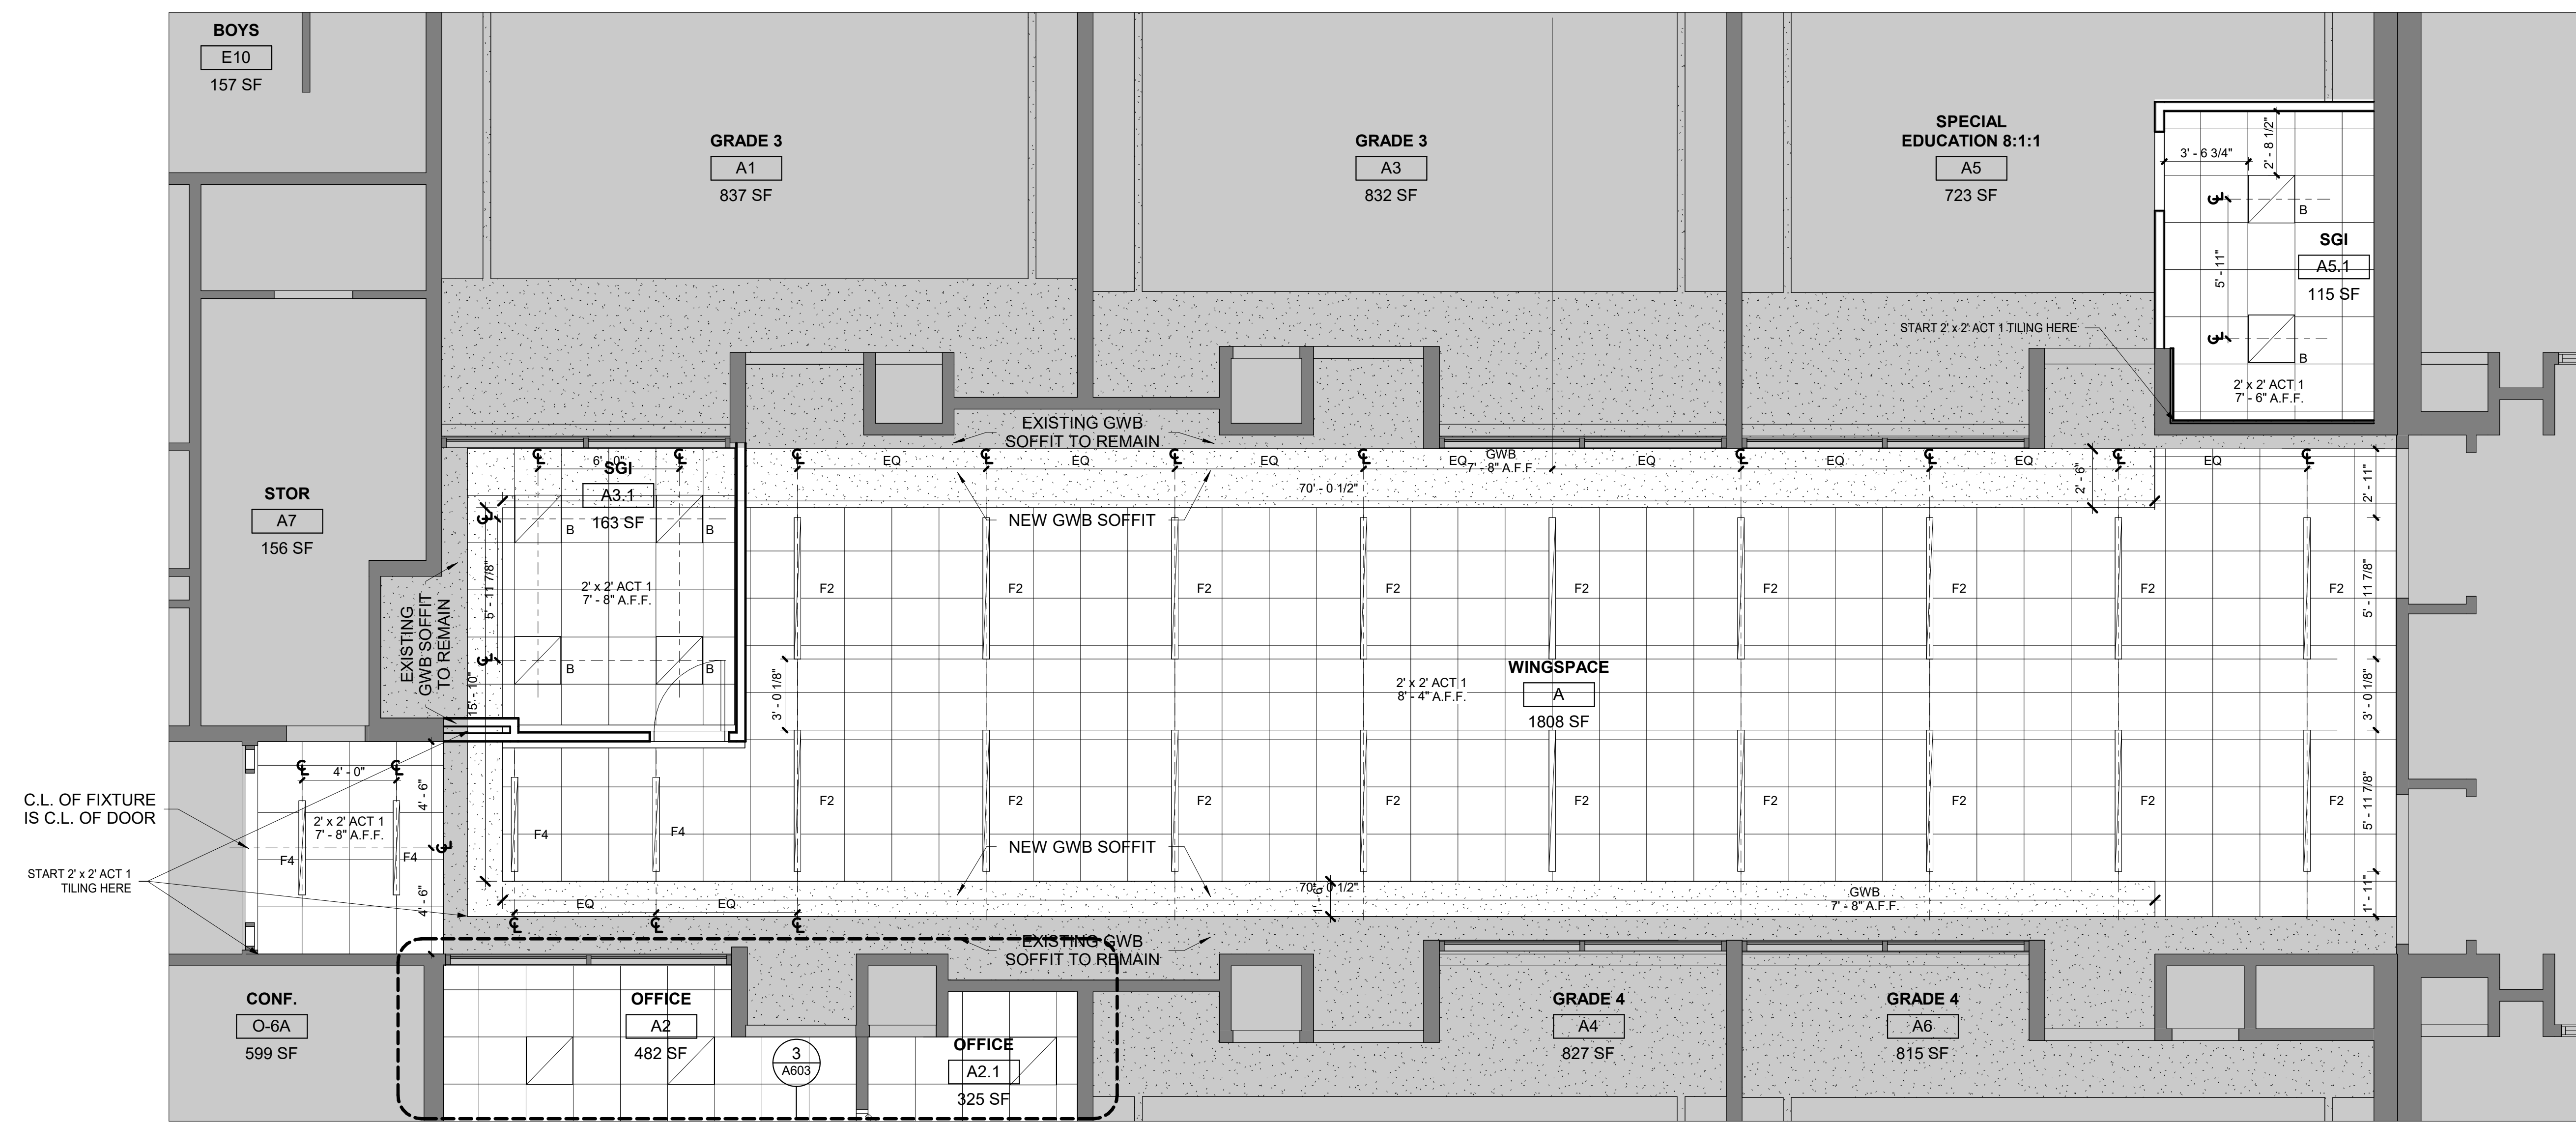 BOYS
E10
157 SF
GRADE 3
A1
837 SF
GRADE 3
A3
832 SF
SPECIAL
EDUCATION 8:1:1
A5
723 SF
3' - 6 3/4"
2' - 8 1/2"
B
5' - 11"
SGI
A5.1
115 SF
B
START 2' x 2' ACT 1 TILING HERE
2' x 2' ACT 1
7' - 6" A.F.F.
EXISTING GWB
SOFFIT TO REMAIN
STOR
A7
156 SF
6' - 0"
SGI
A3.1
163 SF
B
B
5' - 11 7/8"
2' x 2' ACT 1
7' - 8" A.F.F.
B
B
15' - 10"
EXISTING
GWB SOFFIT
TO REMAIN
EQ
EQ
EQ
EQ
EQ
EQ
EQ
EQ
GWB
7' - 8" A.F.F.
70' - 0 1/2"
2' - 6"
2' - 11"
NEW GWB SOFFIT
F2
F2
F2
F2
F2
F2
F2
F2
F2
5' - 11 7/8"
WINGSPACE
A
1808 SF
2' x 2' ACT 1
8' - 4" A.F.F.
3' - 0 1/8"
3' - 0 1/8"
C.L. OF FIXTURE
IS C.L. OF DOOR
4' - 0"
4' - 6"
2' x 2' ACT 1
7' - 8" A.F.F.
F4
F4
4' - 6"
START 2' x 2' ACT 1
TILING HERE
F4
F4
F2
F2
F2
F2
F2
F2
F2
F2
F2
5' - 11 7/8"
NEW GWB SOFFIT
70' - 0 1/2"
1' - 6"
GWB
7' - 8" A.F.F.
1' - 11"
EQ
EQ
EXISTING GWB
SOFFIT TO REMAIN
CONF.
O-6A
599 SF
OFFICE
A2
482 SF
3
A603
OFFICE
A2.1
325 SF
GRADE 4
A4
827 SF
GRADE 4
A6
815 SF